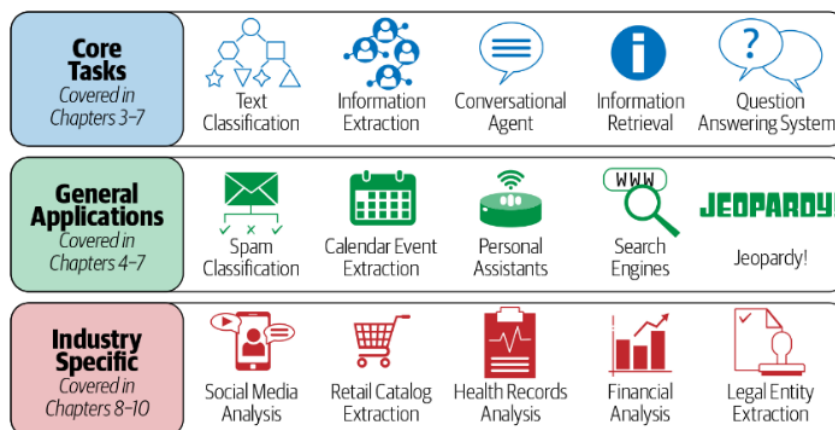 Core
Tasks
Covered in
Chapters 3–7
Text
Classification
Information
Extraction
Conversational
Agent
Information
Retrieval
?
Question
Answering System
General
Applications
Covered in
Chapters 4–7
Spam
Classification
Calendar Event
Extraction
Personal
Assistants
WWW
Search
Engines
JEOPARDY!
Jeopardy!
Industry
Specific
Covered in
Chapters 8–10
Social Media
Analysis
Retail Catalog
Extraction
Health Records
Analysis
Financial
Analysis
Legal Entity
Extraction